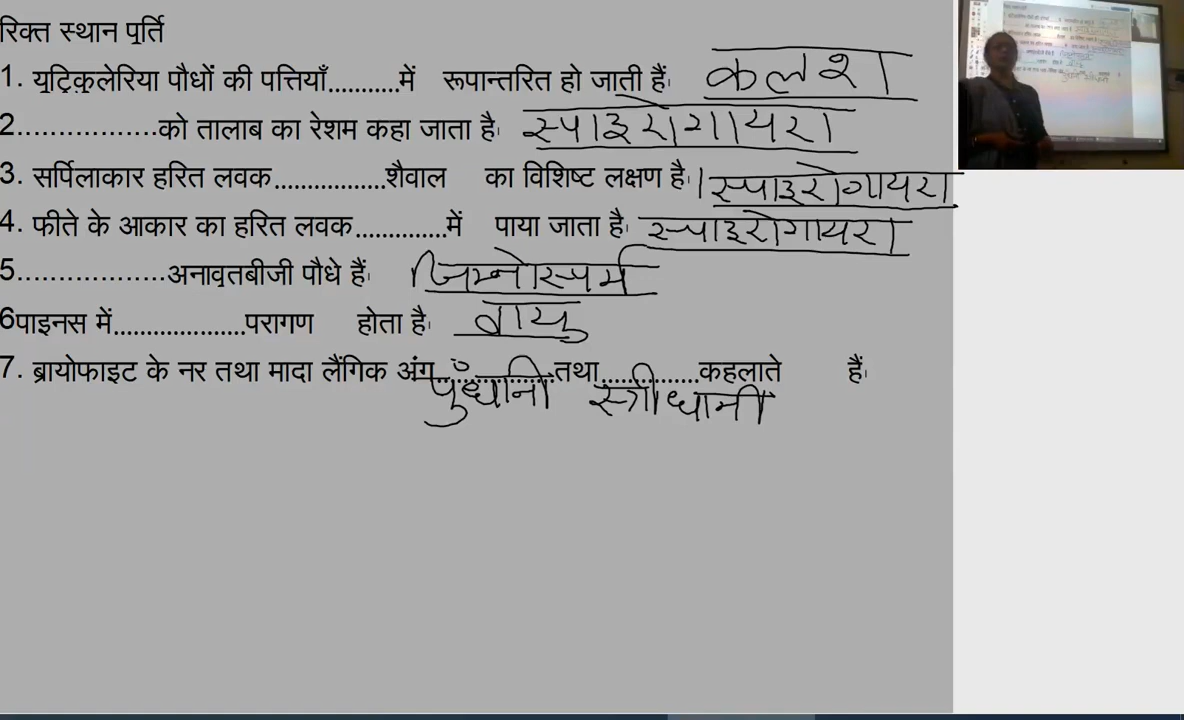 रिक्त स्थान पूर्ति
1. यूट्रिकुलेरिया पौधों की पत्तियाँ...........में रूपान्तरित हो जाती हैं। कलश
2.................को तालाब का रेशम कहा जाता है। स्पाइरोगायरा
3. सर्पिलाकार हरित लवक................शैवाल का विशिष्ट लक्षण है। स्पाइरोगायरा
4. फीते के आकार का हरित लवक..............में पाया जाता है। स्पाइरोगायरा
5.................अनावृतबीजी पौधे हैं। जिम्नोस्पर्म
6पाइनस में....................परागण होता है। वायु
7. ब्रायोफाइट के नर तथा मादा लैंगिक अंग.................तथा..............कहलाते हैं।
पुँधानी स्त्रीधानी